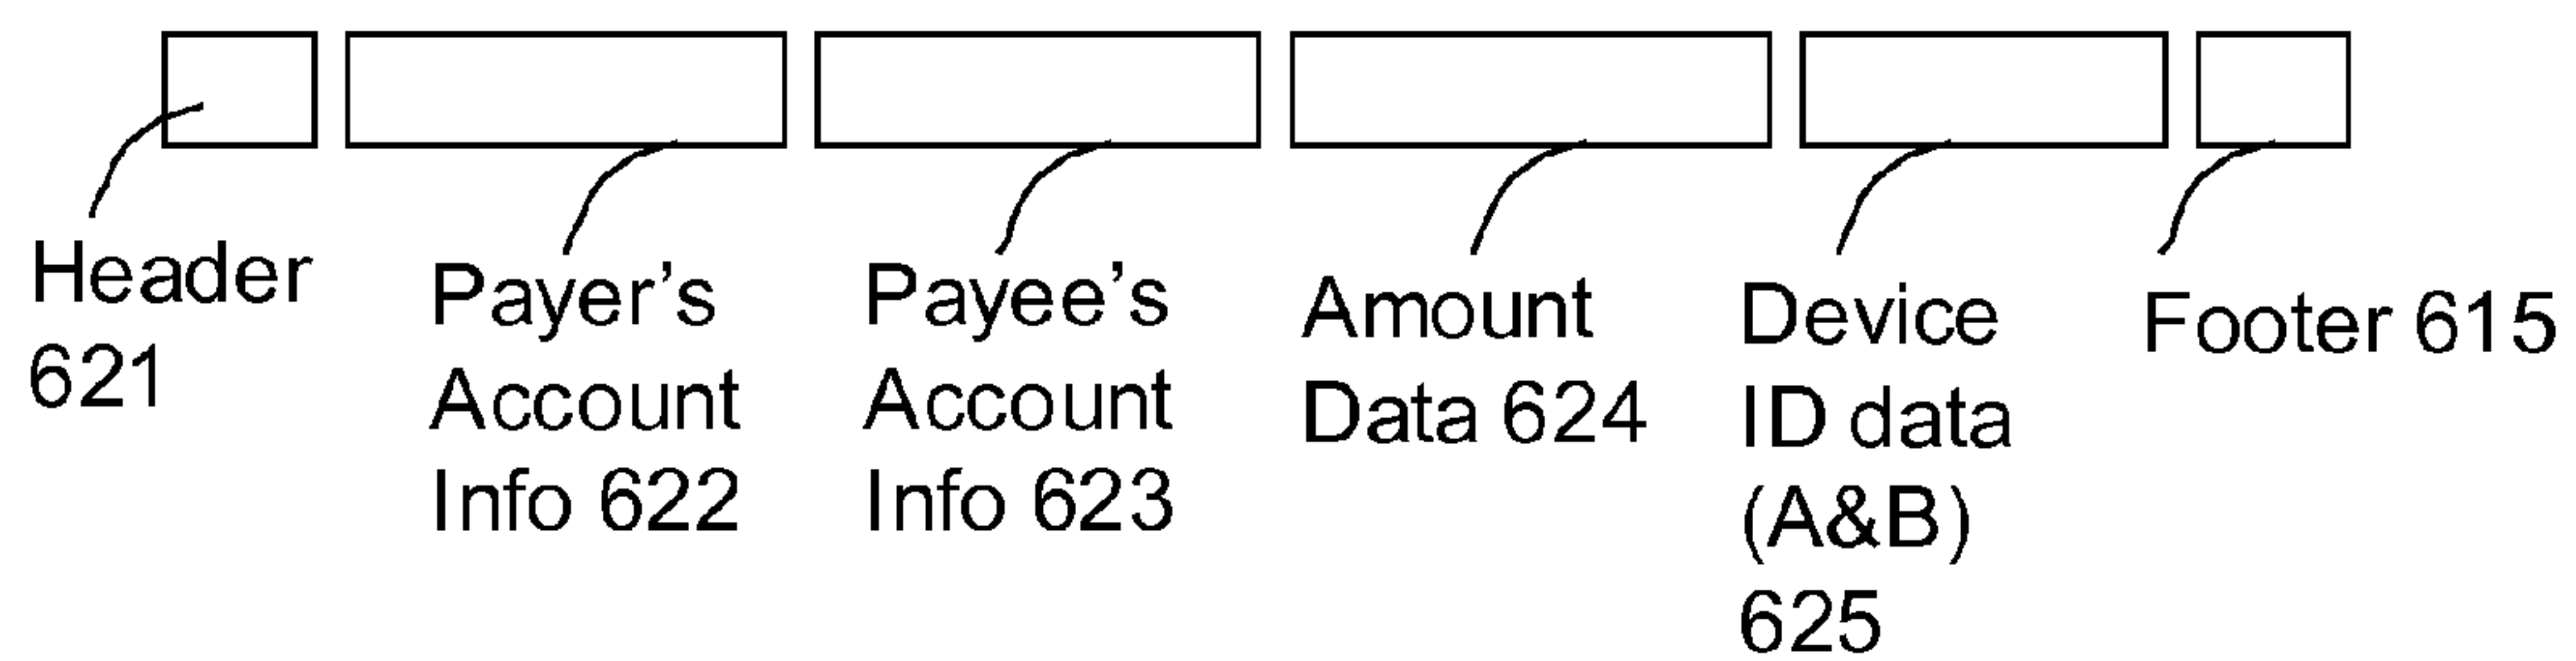 Header
621
Payer's
Account
Info 622
Payee's
Account
Info 623
Amount
Data 624
Device
ID data
(A&B)
625
Footer 615